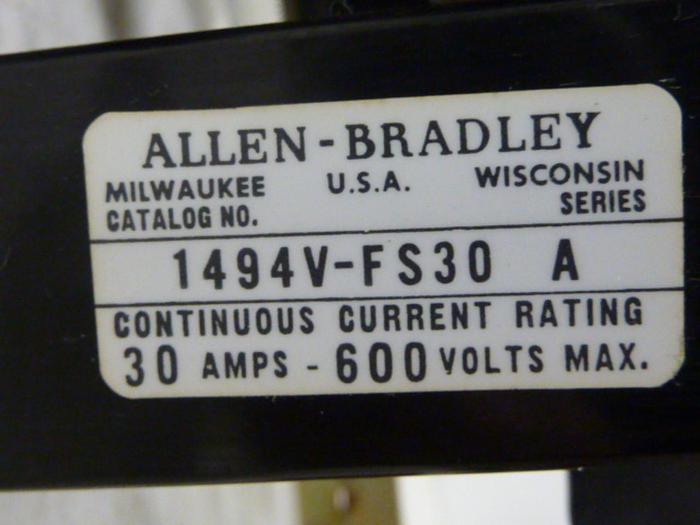 ALLEN-BRADLEY
MILWAUKEE U.S.A. WISCONSIN
CATALOG NO. SERIES
1494V-FS30 A
CONTINUOUS CURRENT RATING
30 AMPS - 600 VOLTS MAX.